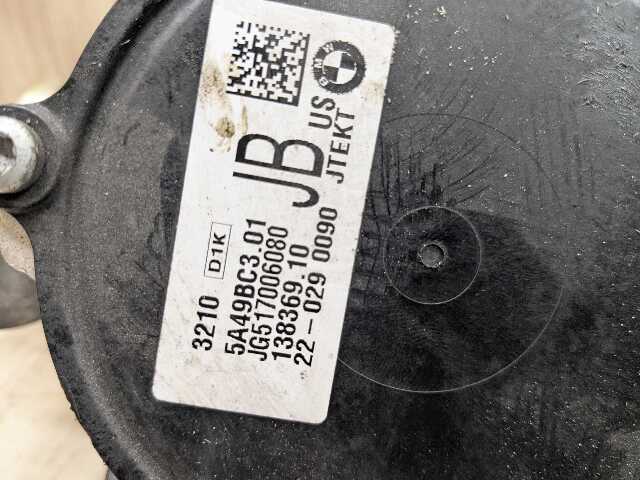 3210 D1K
5A49BC3.01
JG517006080
138369.10
22-029 0090
JB
US
JTEKT
BMW